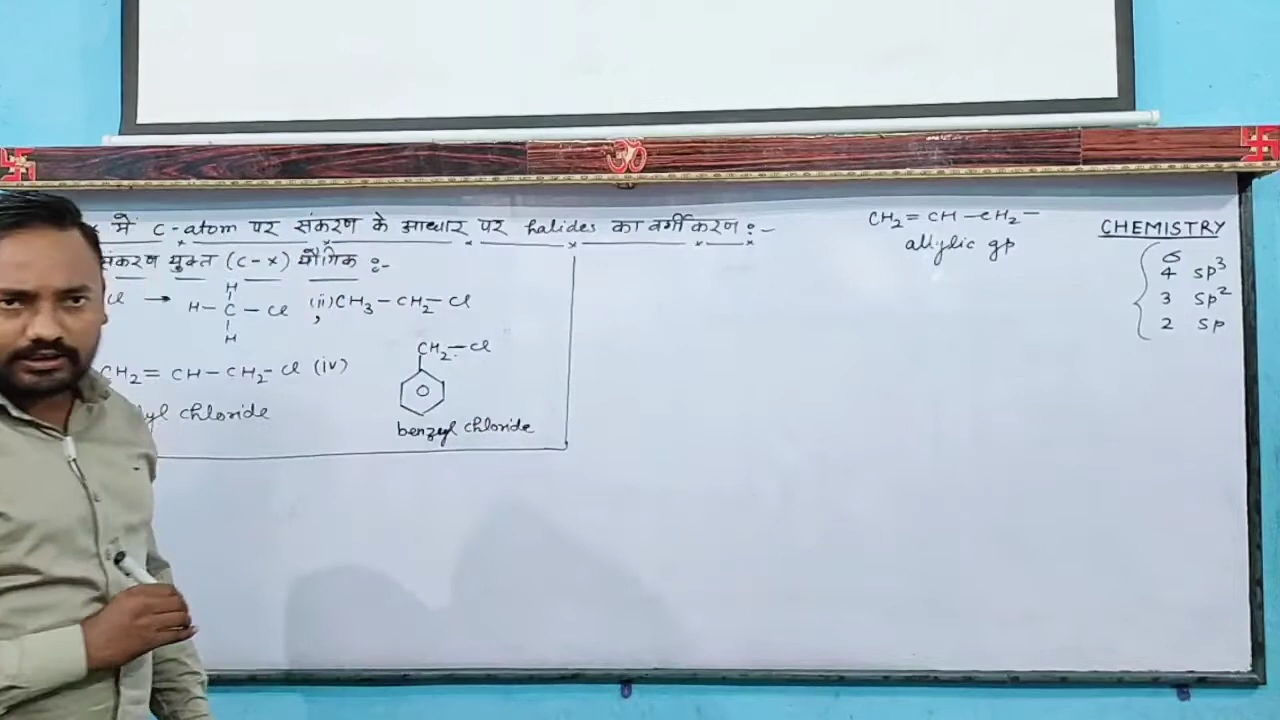 में C-atom पर संकरण के आधार पर halides का वर्गीकरण :-
संकरण युक्त (C-X) यौगिक :-
Cl → H-C-Cl (ii) CH3-CH2-Cl
H
H
CH2=CH-CH2-Cl (iv)
yl chloride
CH2-Cl
benzyl chloride
CH2=CH-CH2-
allylic gp
CHEMISTRY
σ
4 sp3
3 sp2
2 sp